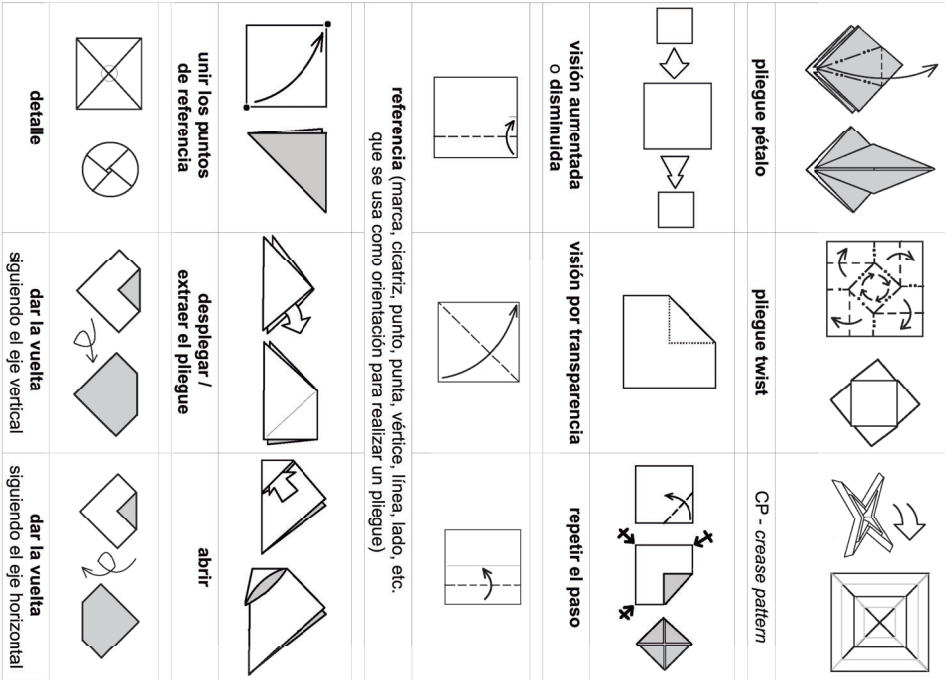 pliegue pétalo
pliegue twist
CP - crease pattern
visión aumentada
o disminuida
visión por transparencia
repetir el paso
referencia (marca, cicatriz, punto, punta, vértice, línea, lado, etc.
que se usa como orientación para realizar un pliegue)
unir los puntos
de referencia
desplegar /
extraer el pliegue
abrir
detalle
dar la vuelta
siguiendo el eje vertical
dar la vuelta
siguiendo el eje horizontal